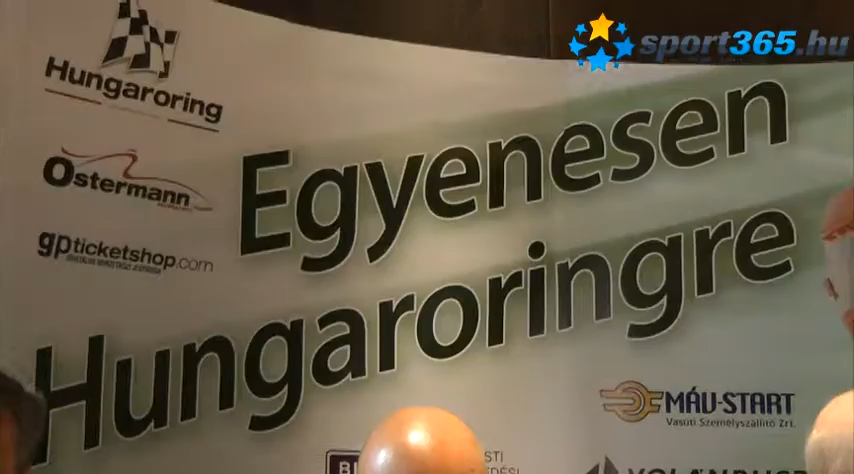 sport365.hu
Hungaroring
Ostermann
gpticketshop.com
Egyenesen
Hungaroringre
MÁV-START
Vasúti Személyszállító Zrt.